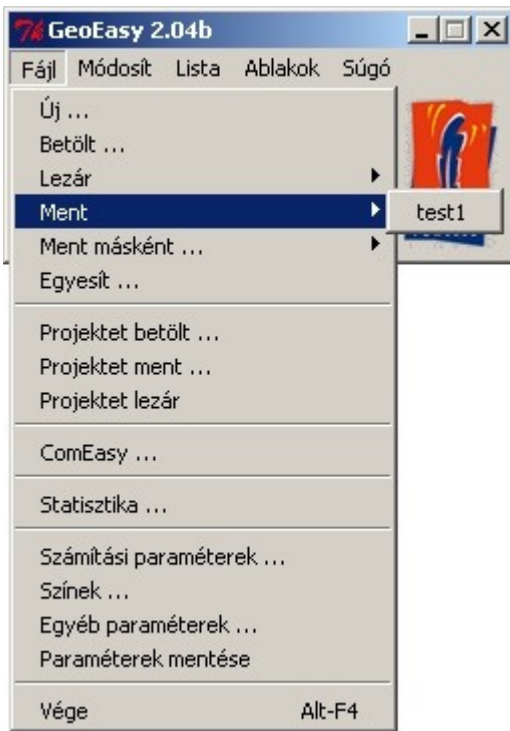 GeoEasy 2.04b
Fájl Módosít Lista Ablakok Súgó
Új ...
Betölt ...
Lezár
Ment
test1
Ment másként ...
Egyesít ...
Projektet betölt ...
Projektet ment ...
Projektet lezár
ComEasy ...
Statisztika ...
Számítási paraméterek ...
Színek ...
Egyéb paraméterek ...
Paraméterek mentése
Vége Alt-F4